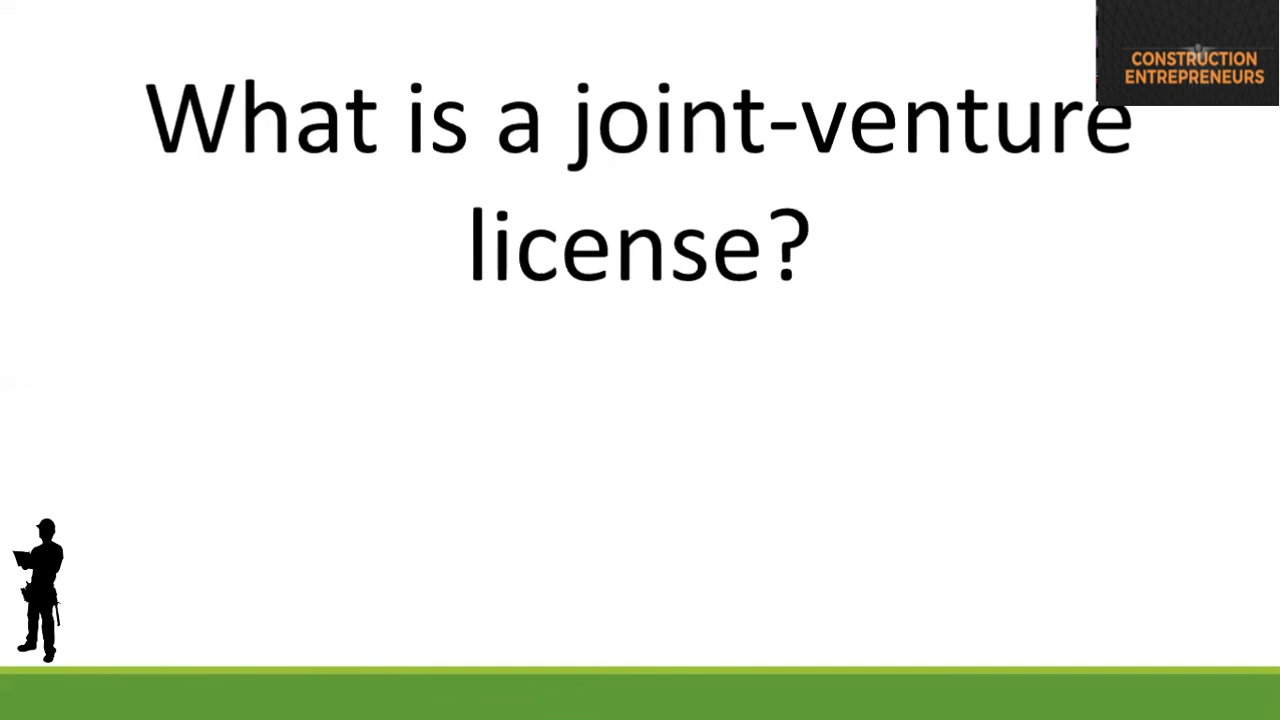 CONSTRUCTION
ENTREPRENEURS
What is a joint-venture
license?